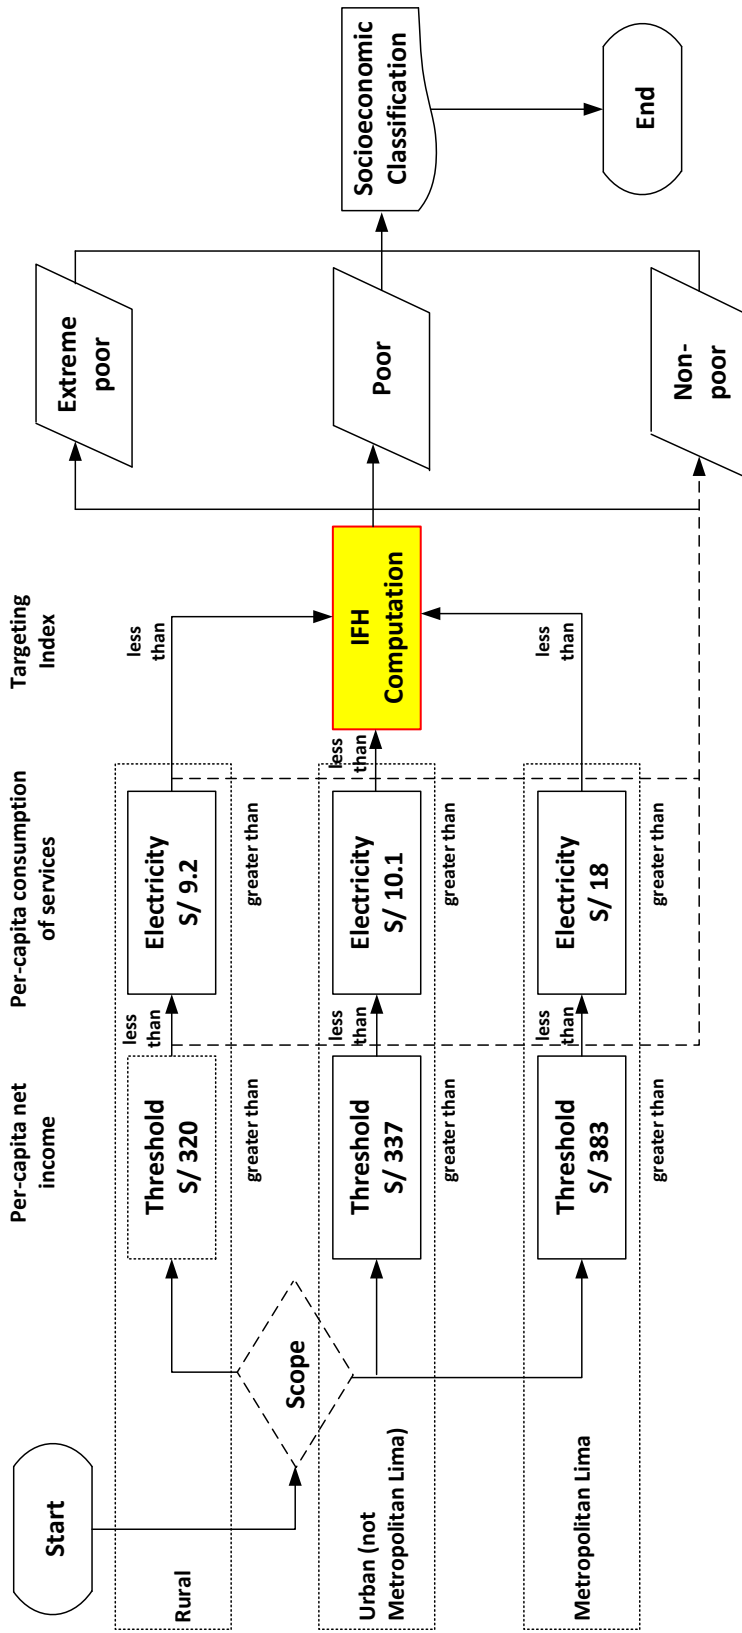 Per-capita net
income
Per-capita consumption
of services
Targeting
Index
Start
Rural
Scope
Urban (not
Metropolitan Lima)
Metropolitan Lima
Threshold
S/ 320
less
than
greater than
Electricity
S/ 9.2
less
than
greater than
Threshold
S/ 337
less
than
greater than
Electricity
S/ 10.1
less
than
greater than
Threshold
S/ 383
less
than
greater than
Electricity
S/ 18
less
than
greater than
IFH
Computation
Extreme
poor
Poor
Non-
poor
Socioeconomic
Classification
End